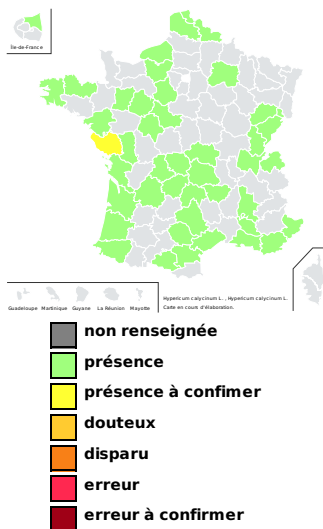 Île-de-France
Guadeloupe Martinique Guyane La Réunion Mayotte
Hypericum calycinum L. , Hypericum calycinum L.
Carte en cours d'élaboration.
non renseignée
présence
présence à confimer
douteux
disparu
erreur
erreur à confirmer